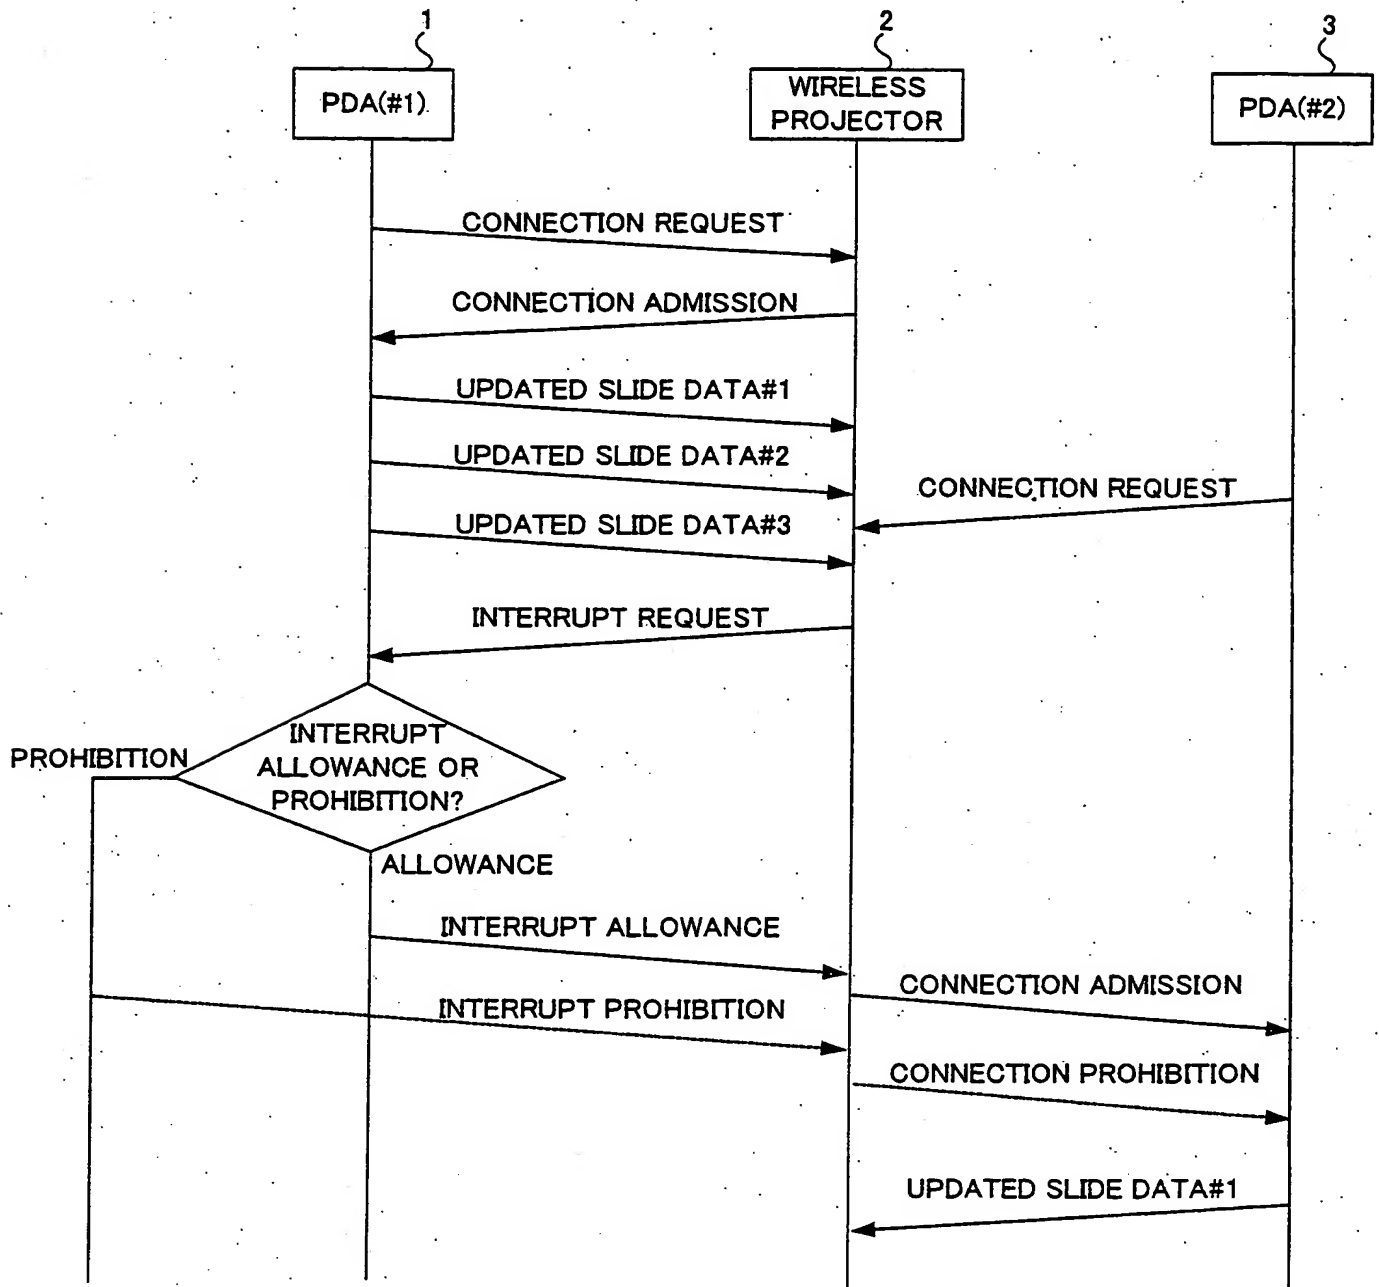 1
2
3
PDA(#1)
WIRELESS
PROJECTOR
PDA(#2)
CONNECTION REQUEST
CONNECTION ADMISSION
UPDATED SLIDE DATA#1
UPDATED SLIDE DATA#2
CONNECTION REQUEST
UPDATED SLIDE DATA#3
INTERRUPT REQUEST
INTERRUPT
ALLOWANCE OR
PROHIBITION?
PROHIBITION
ALLOWANCE
INTERRUPT ALLOWANCE
CONNECTION ADMISSION
INTERRUPT PROHIBITION
CONNECTION PROHIBITION
UPDATED SLIDE DATA#1